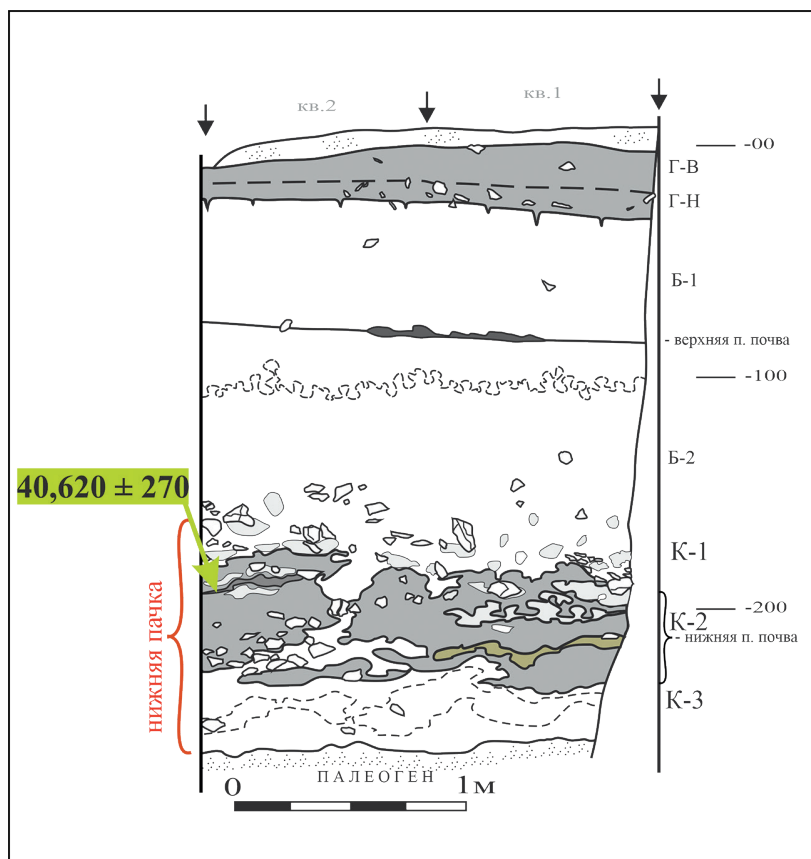 кв.2
кв.1
-00
Г-В
Г-Н
Б-1
- верхняя п. почва
-100
Б-2
40,620 ± 270
К-1
-200
К-2
-- нижняя п. почва
нижняя пачка
К-3
ПАЛЕОГЕН
0
1м